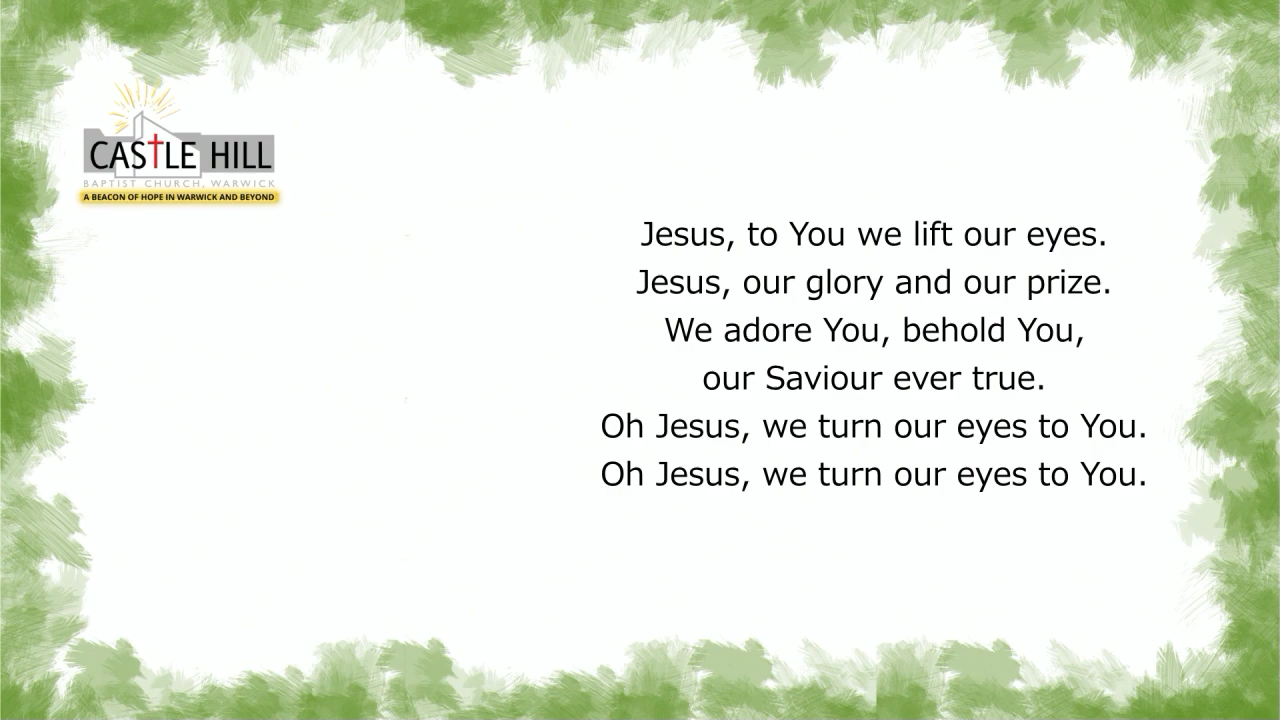 CASTLE HILL
BAPTIST CHURCH, WARWICK
A BEACON OF HOPE IN WARWICK AND BEYOND
Jesus, to You we lift our eyes.
Jesus, our glory and our prize.
We adore You, behold You,
our Saviour ever true.
Oh Jesus, we turn our eyes to You.
Oh Jesus, we turn our eyes to You.